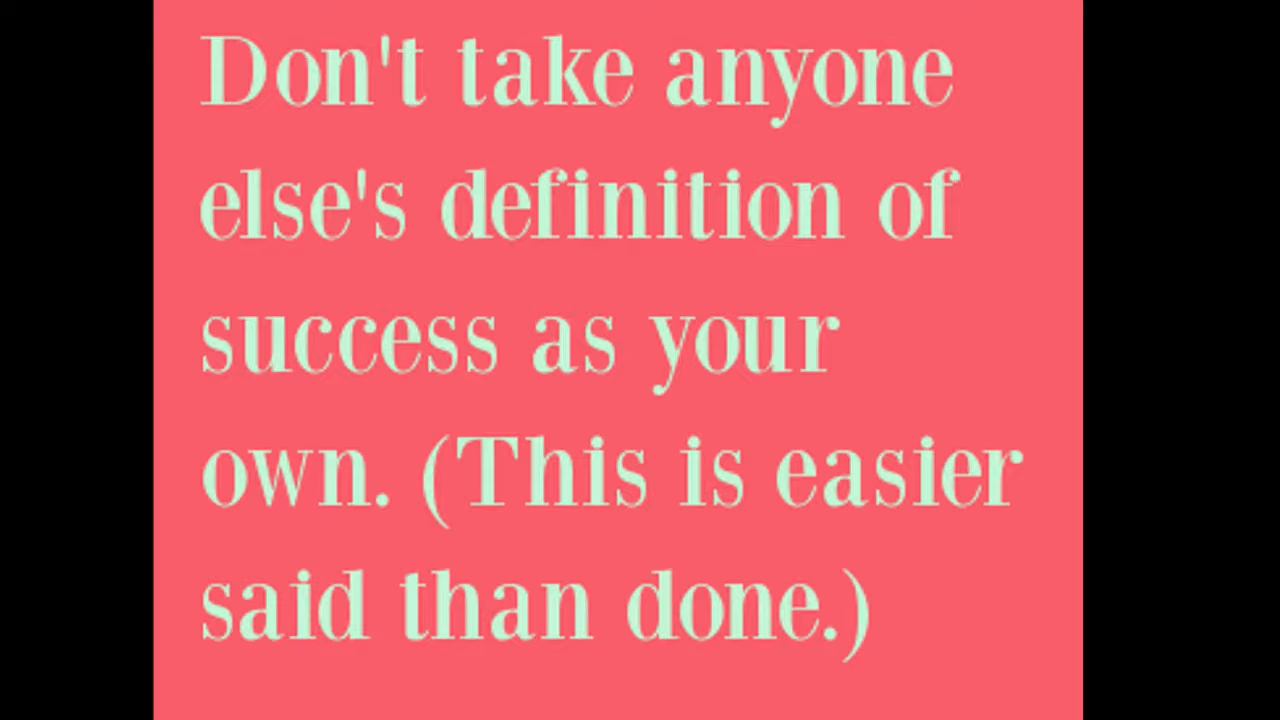 Don't take anyone
else's definition of
success as your
own. (This is easier
said than done.)